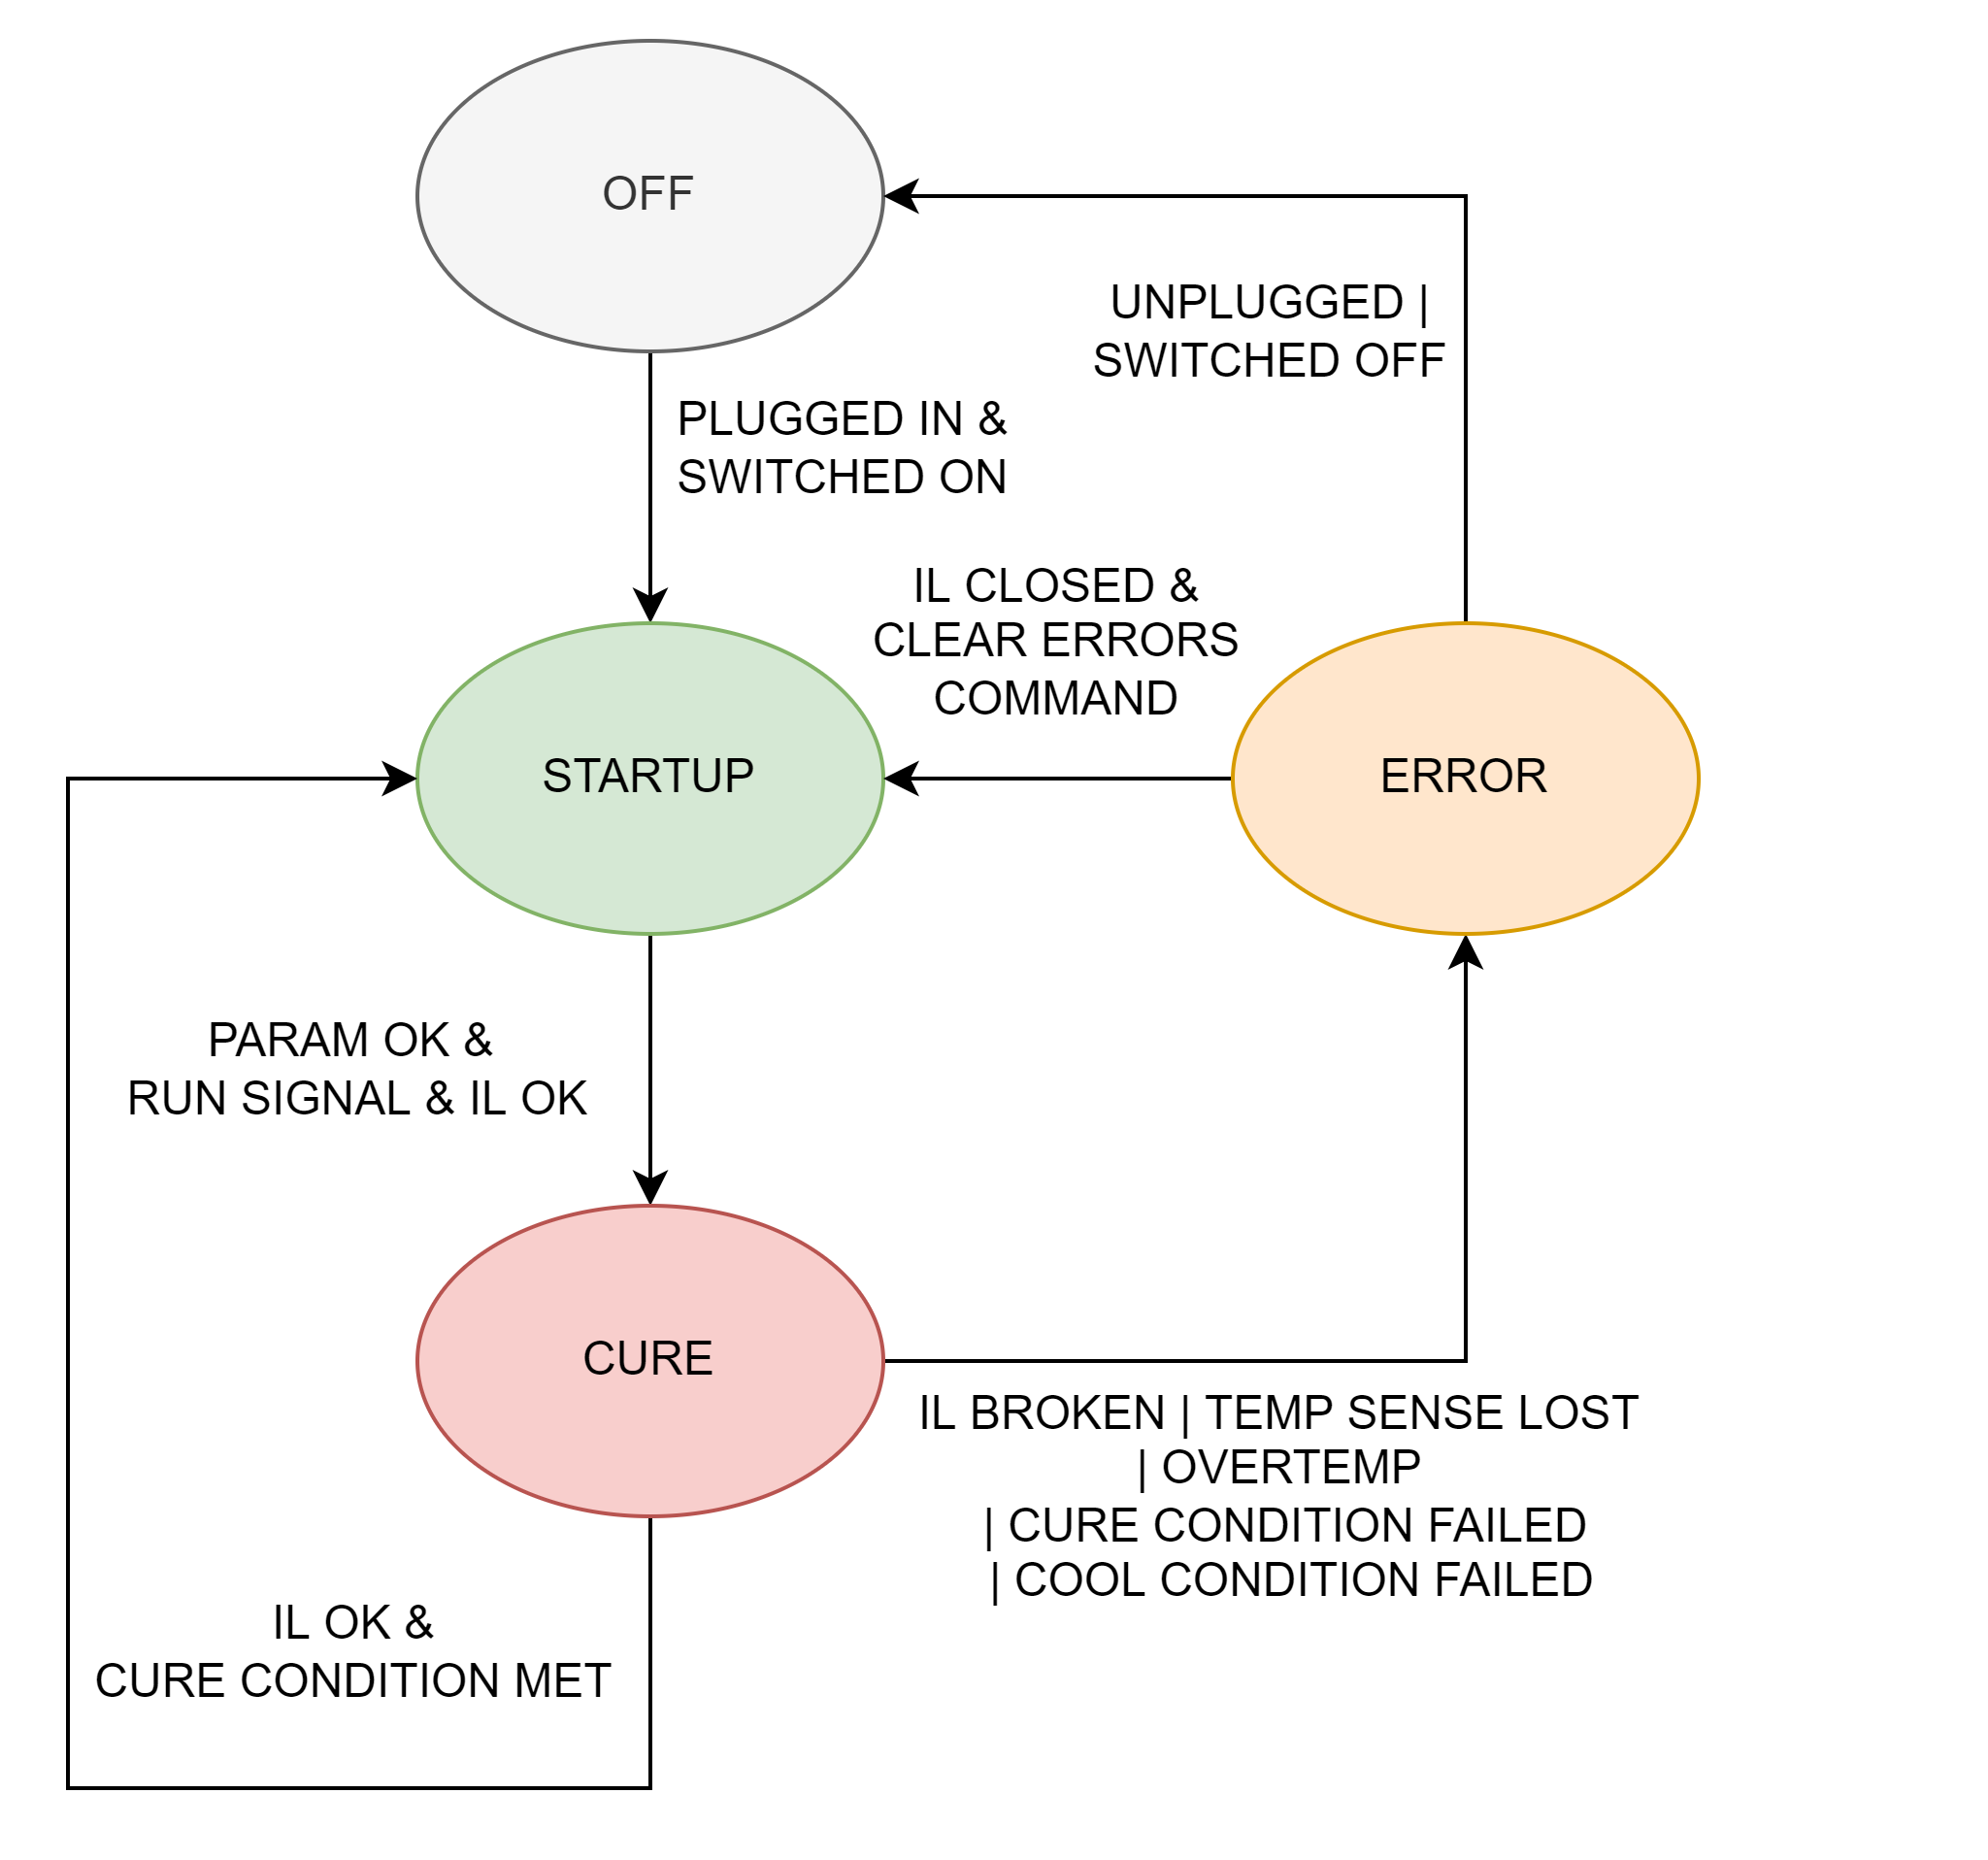 OFF
UNPLUGGED |
SWITCHED OFF
PLUGGED IN &
SWITCHED ON
IL CLOSED &
CLEAR ERRORS
COMMAND
STARTUP
ERROR
PARAM OK &
RUN SIGNAL & IL OK
CURE
IL BROKEN | TEMP SENSE LOST
| OVERTEMP
| CURE CONDITION FAILED
| COOL CONDITION FAILED
IL OK &
CURE CONDITION MET